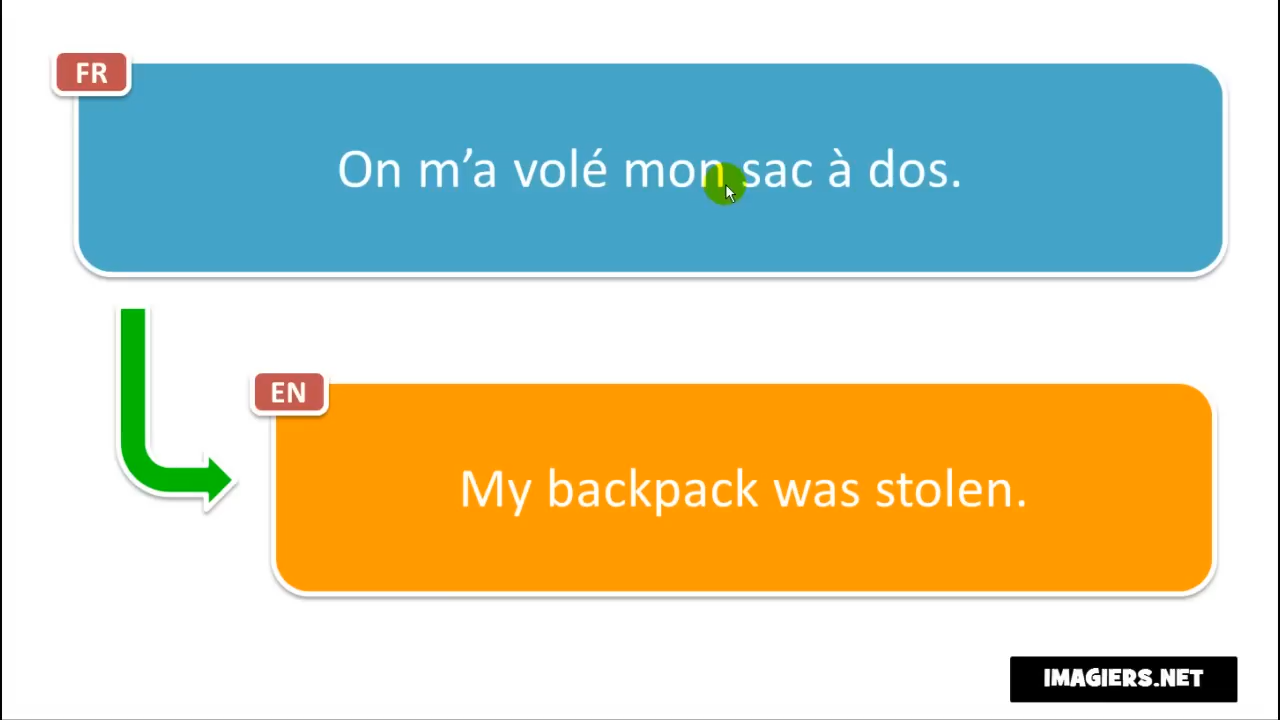 FR
On m’a volé mon sac à dos.
EN
My backpack was stolen.
IMAGIERS.NET